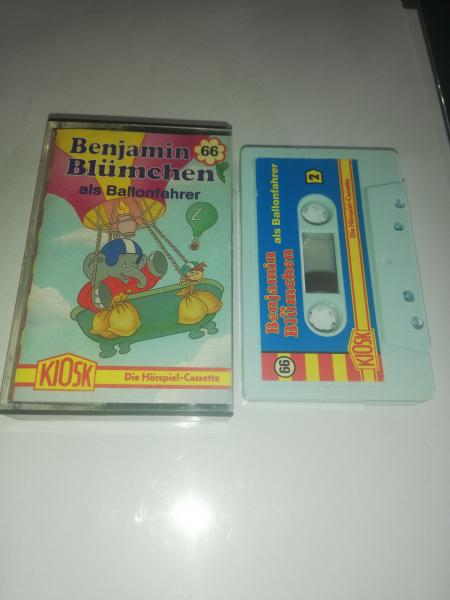 Benjamin
Blümchen
66
als Ballonfahrer
Z
KIOSK
Die Hörspiel-Cassette
Benjamin
Blümchen
als Ballonfahrer
2
66
Die Hörspiel-Cassette
KIOSK